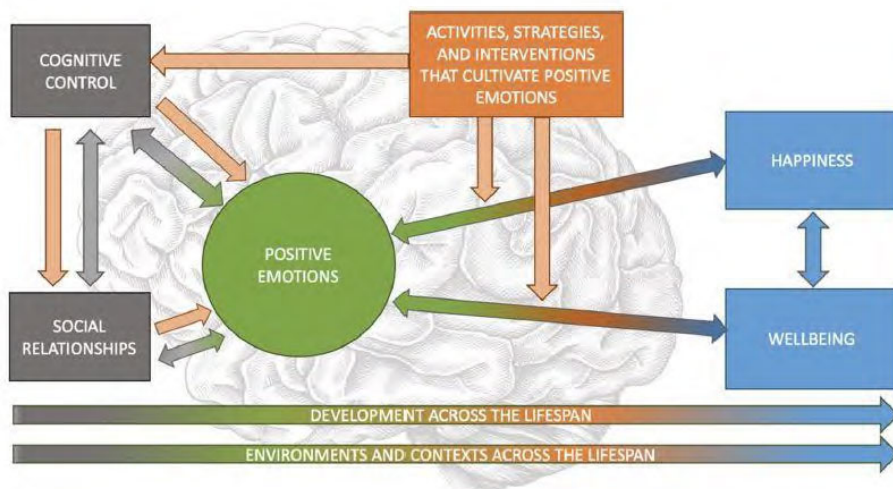 COGNITIVE
CONTROL
ACTIVITIES, STRATEGIES,
AND INTERVENTIONS
THAT CULTIVATE POSITIVE
EMOTIONS
HAPPINESS
POSITIVE
EMOTIONS
SOCIAL
RELATIONSHIPS
WELLBEING
DEVELOPMENT ACROSS THE LIFESPAN
ENVIRONMENTS AND CONTEXTS ACROSS THE LIFESPAN